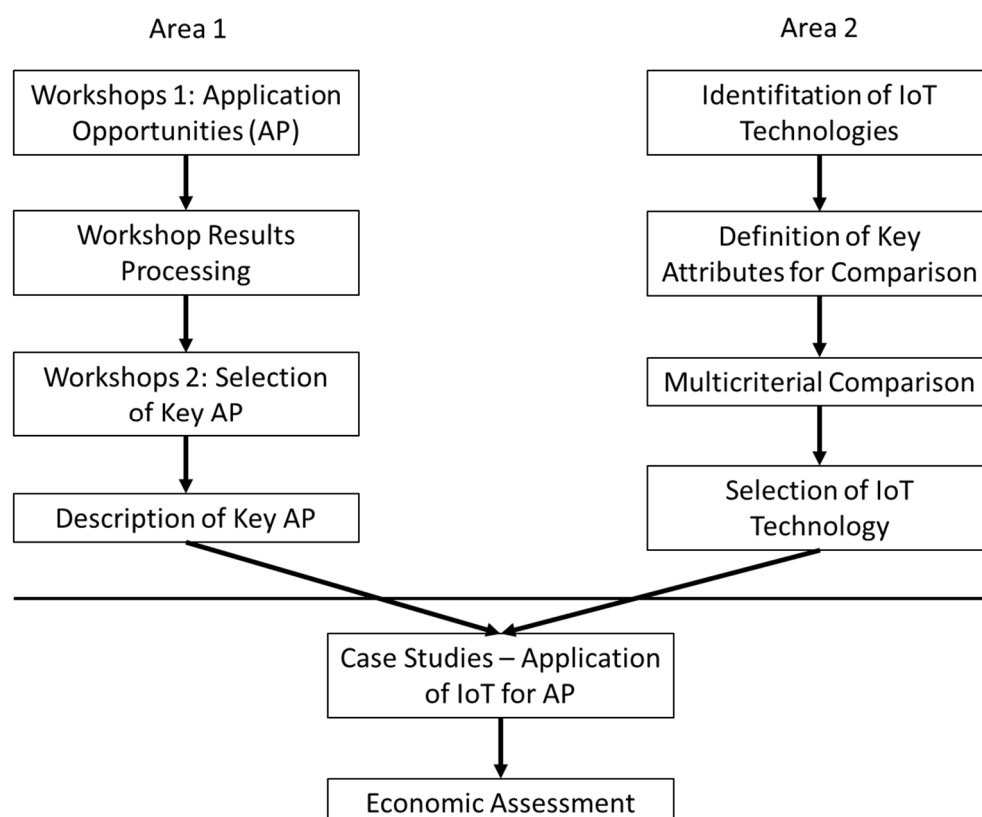 Area 1
Workshops 1: Application
Opportunities (AP)
Workshop Results
Processing
Workshops 2: Selection
of Key AP
Description of Key AP
Area 2
Identifitation of IoT
Technologies
Definition of Key
Attributes for Comparison
Multicriterial Comparison
Selection of IoT
Technology
Case Studies – Application
of IoT for AP
Economic Assessment